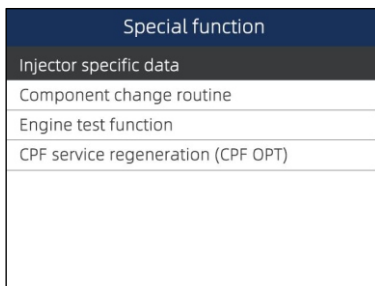 Special function
Injector specific data
Component change routine
Engine test function
CPF service regeneration (CPF OPT)